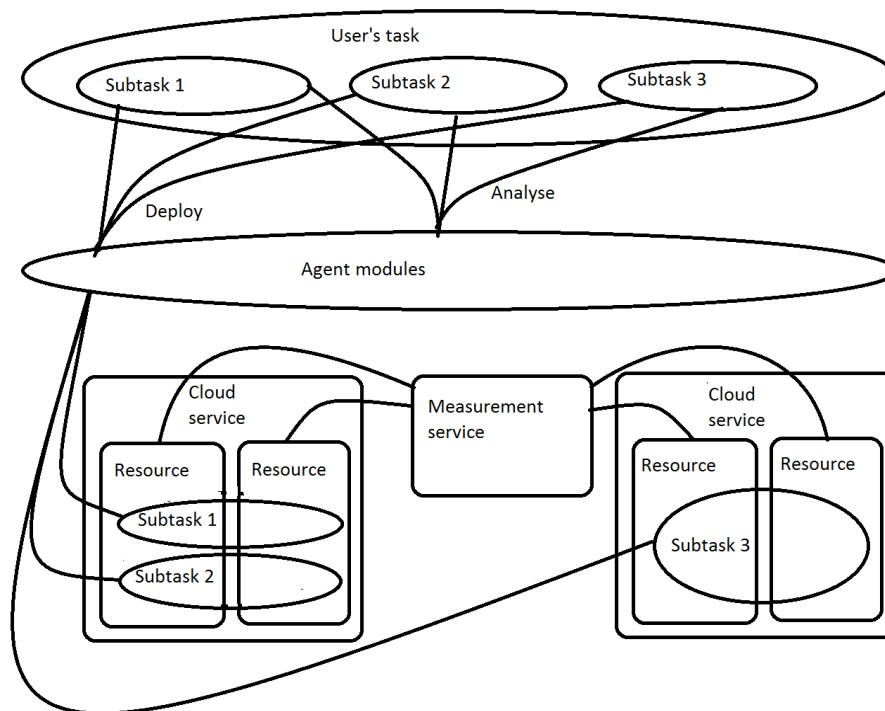 User's task
Subtask 1
Subtask 2
Subtask 3
Deploy
Analyse
Agent modules
Cloud
service
Measurement
service
Cloud
service
Resource
Resource
Resource
Resource
Subtask 1
Subtask 2
Subtask 3